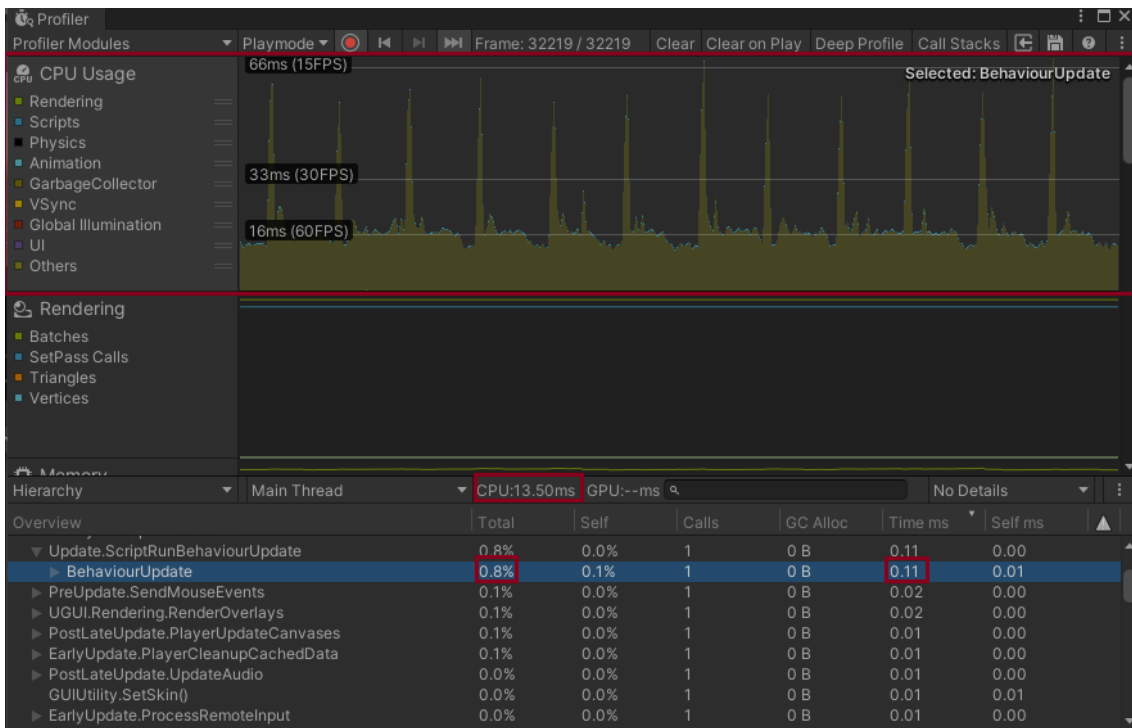 Profiler
Profiler Modules Playmode Frame: 32219 / 32219 Clear Clear on Play Deep Profile Call Stacks
CPU Usage
CPU
66ms (15FPS)
Selected: BehaviourUpdate
Rendering
Scripts
Physics
Animation
GarbageCollector
33ms (30FPS)
VSync
Global Illumination
16ms (60FPS)
UI
Others
Rendering
Batches
SetPass Calls
Triangles
Vertices
Memory
Hierarchy Main Thread CPU:13.50ms GPU:--ms No Details
Overview Total Self Calls GC Alloc Time ms Self ms
Update.ScriptRunBehaviourUpdate 0.8% 0.0% 1 0 B 0.11 0.00
BehaviourUpdate 0.8% 0.1% 1 0 B 0.11 0.01
PreUpdate.SendMouseEvents 0.1% 0.0% 1 0 B 0.02 0.00
UGUI.Rendering.RenderOverlays 0.1% 0.0% 1 0 B 0.02 0.00
PostLateUpdate.PlayerUpdateCanvases 0.1% 0.0% 1 0 B 0.01 0.00
EarlyUpdate.PlayerCleanupCachedData 0.1% 0.0% 1 0 B 0.01 0.00
PostLateUpdate.UpdateAudio 0.0% 0.0% 1 0 B 0.01 0.00
GUIUtility.SetSkin() 0.0% 0.0% 1 0 B 0.01 0.01
EarlyUpdate.ProcessRemoteInput 0.0% 0.0% 1 0 B 0.01 0.00